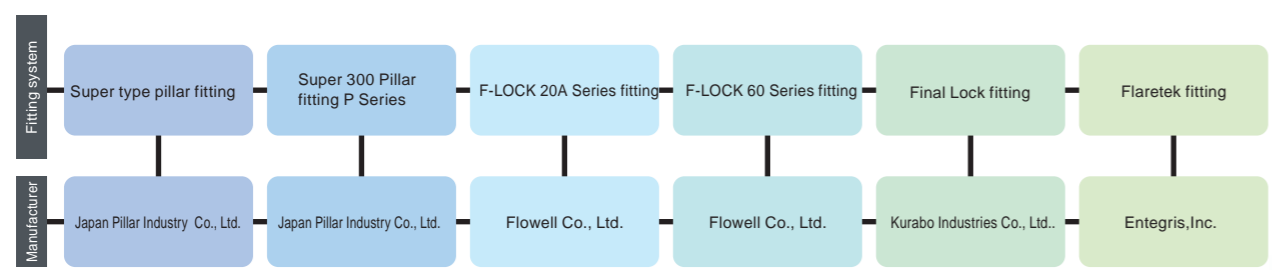 Fitting system
Super type pillar fitting
Super 300 Pillar
fitting P Series
F-LOCK 20A Series fitting
F-LOCK 60 Series fitting
Final Lock fitting
Flaretek fitting
Manufacturer
Japan Pillar Industry Co., Ltd.
Japan Pillar Industry Co., Ltd.
Flowell Co., Ltd.
Flowell Co., Ltd.
Kurabo Industries Co., Ltd..
Entegris,Inc.